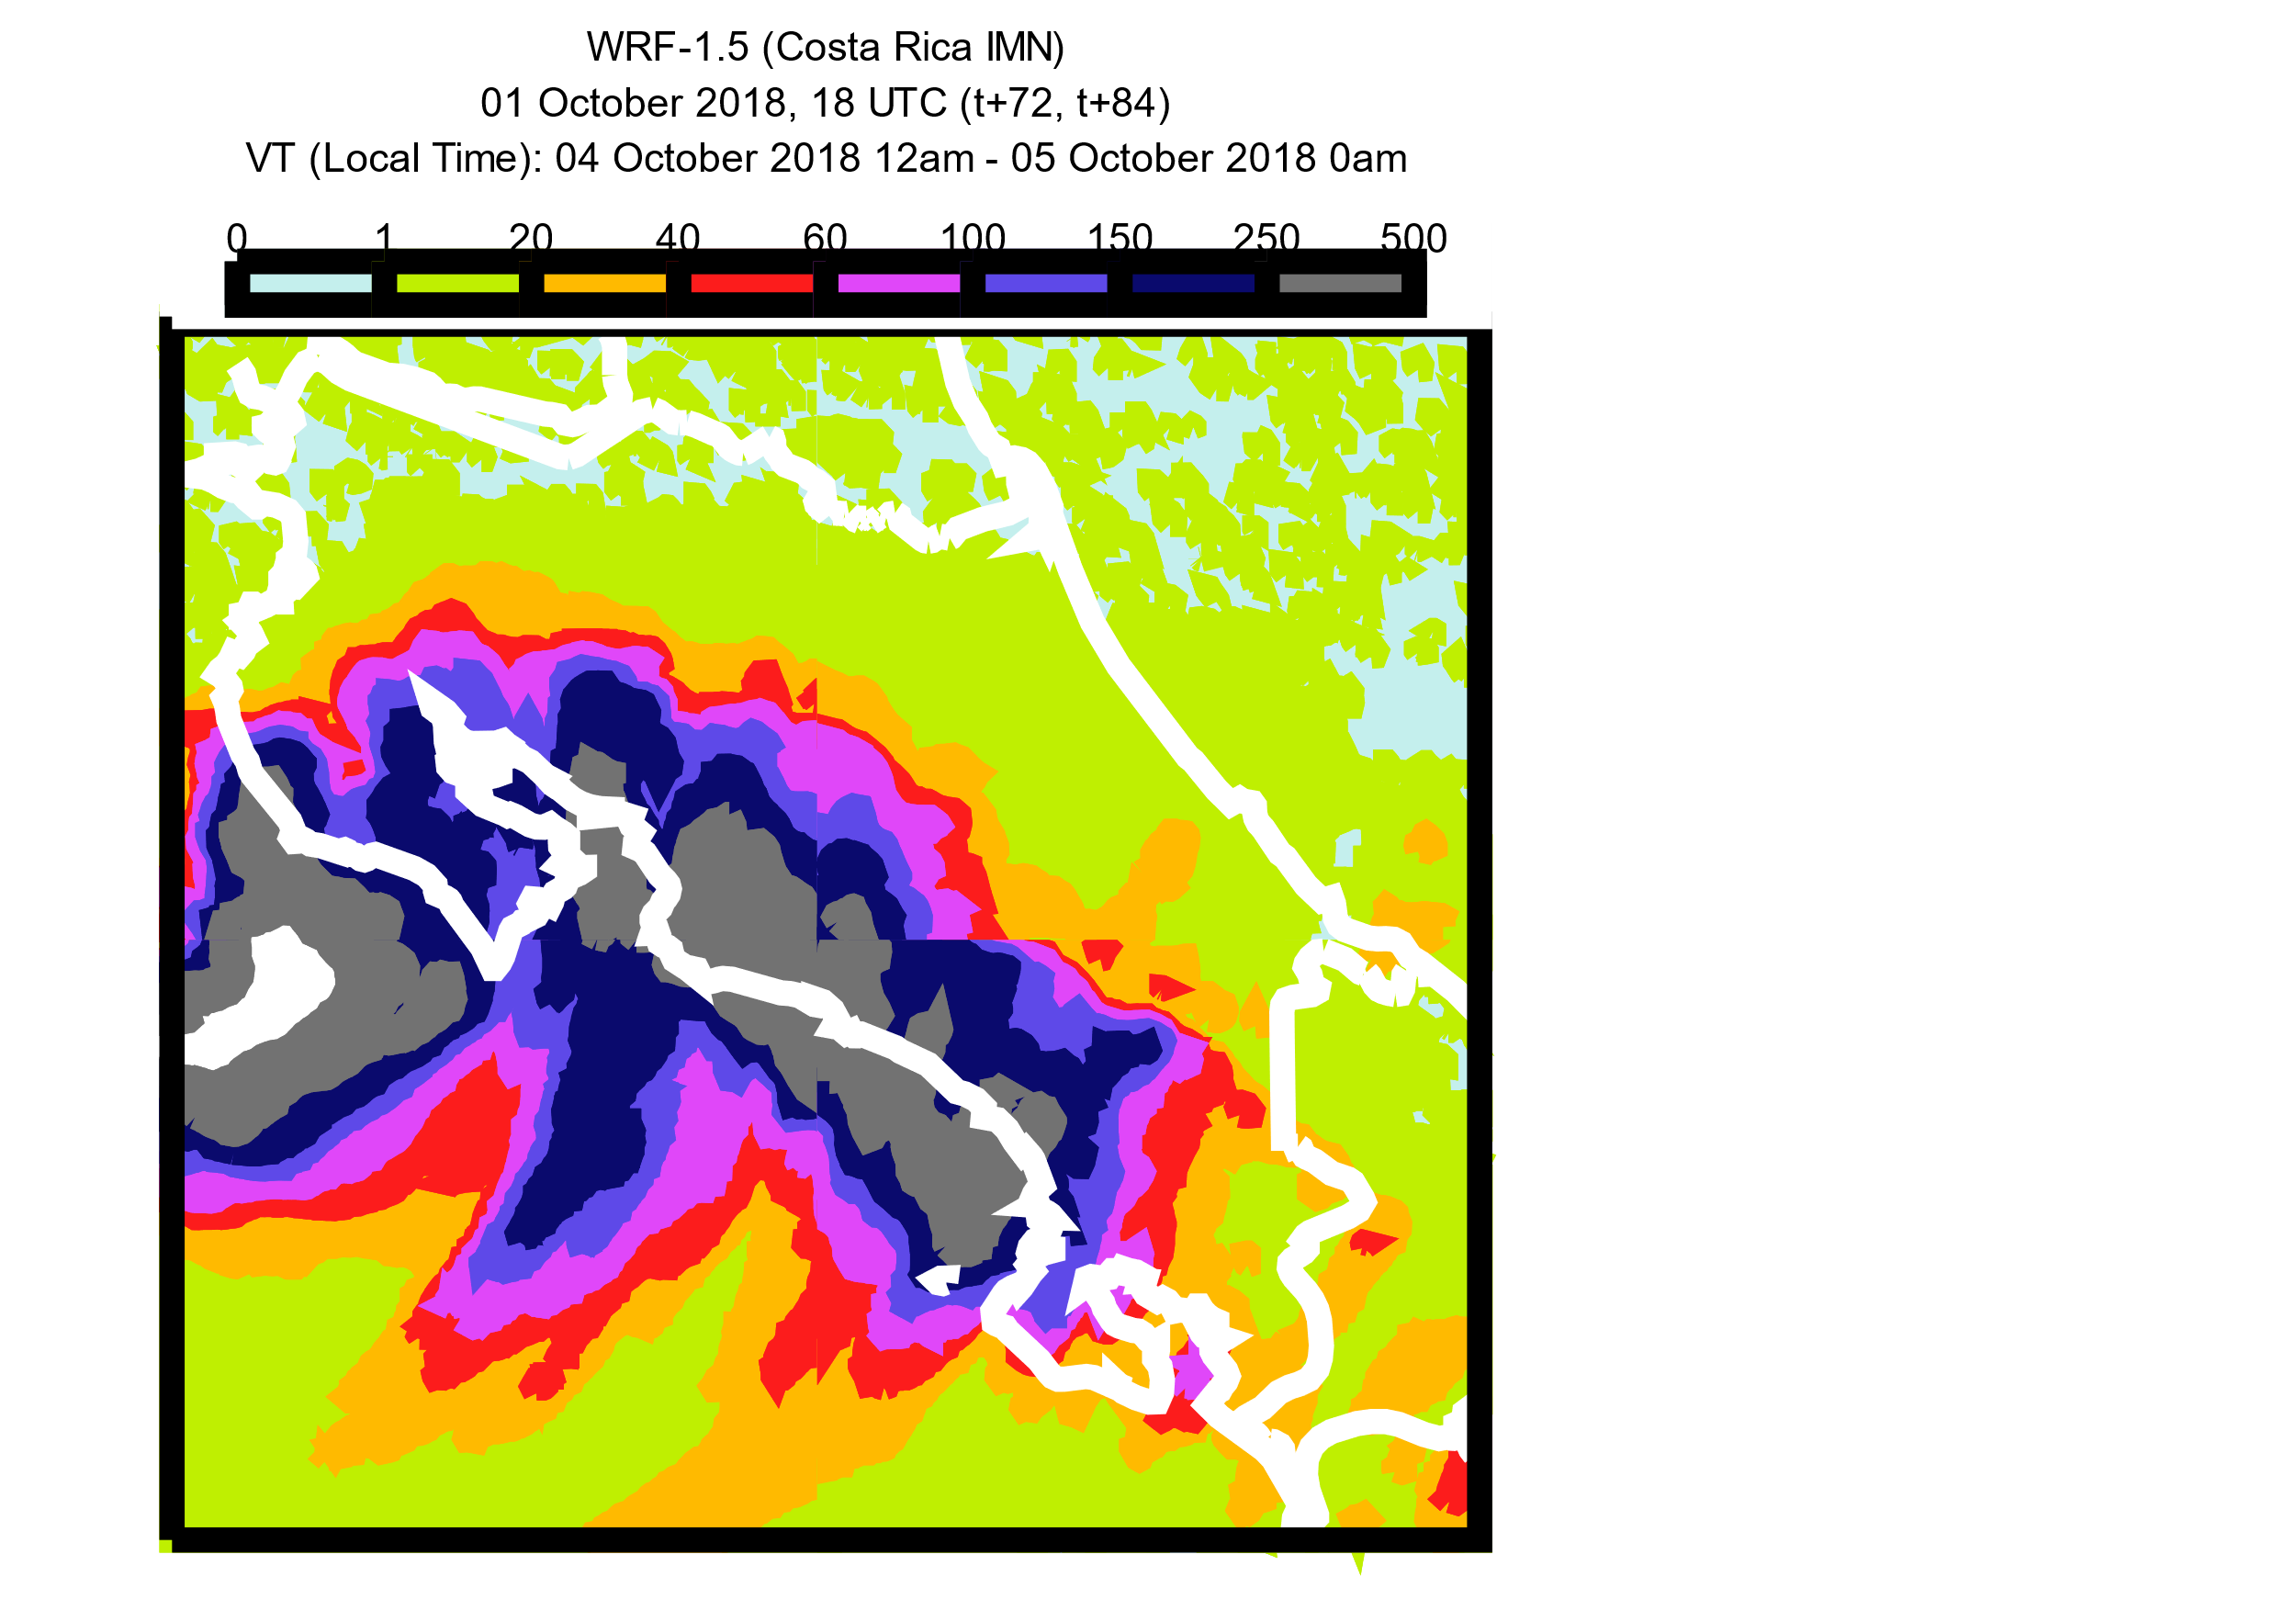 WRF-1.5 (Costa Rica IMN)
01 October 2018, 18 UTC (t+72, t+84)
VT (Local Time): 04 October 2018 12am - 05 October 2018 0am
0 1 20 40 60 100 150 250 500